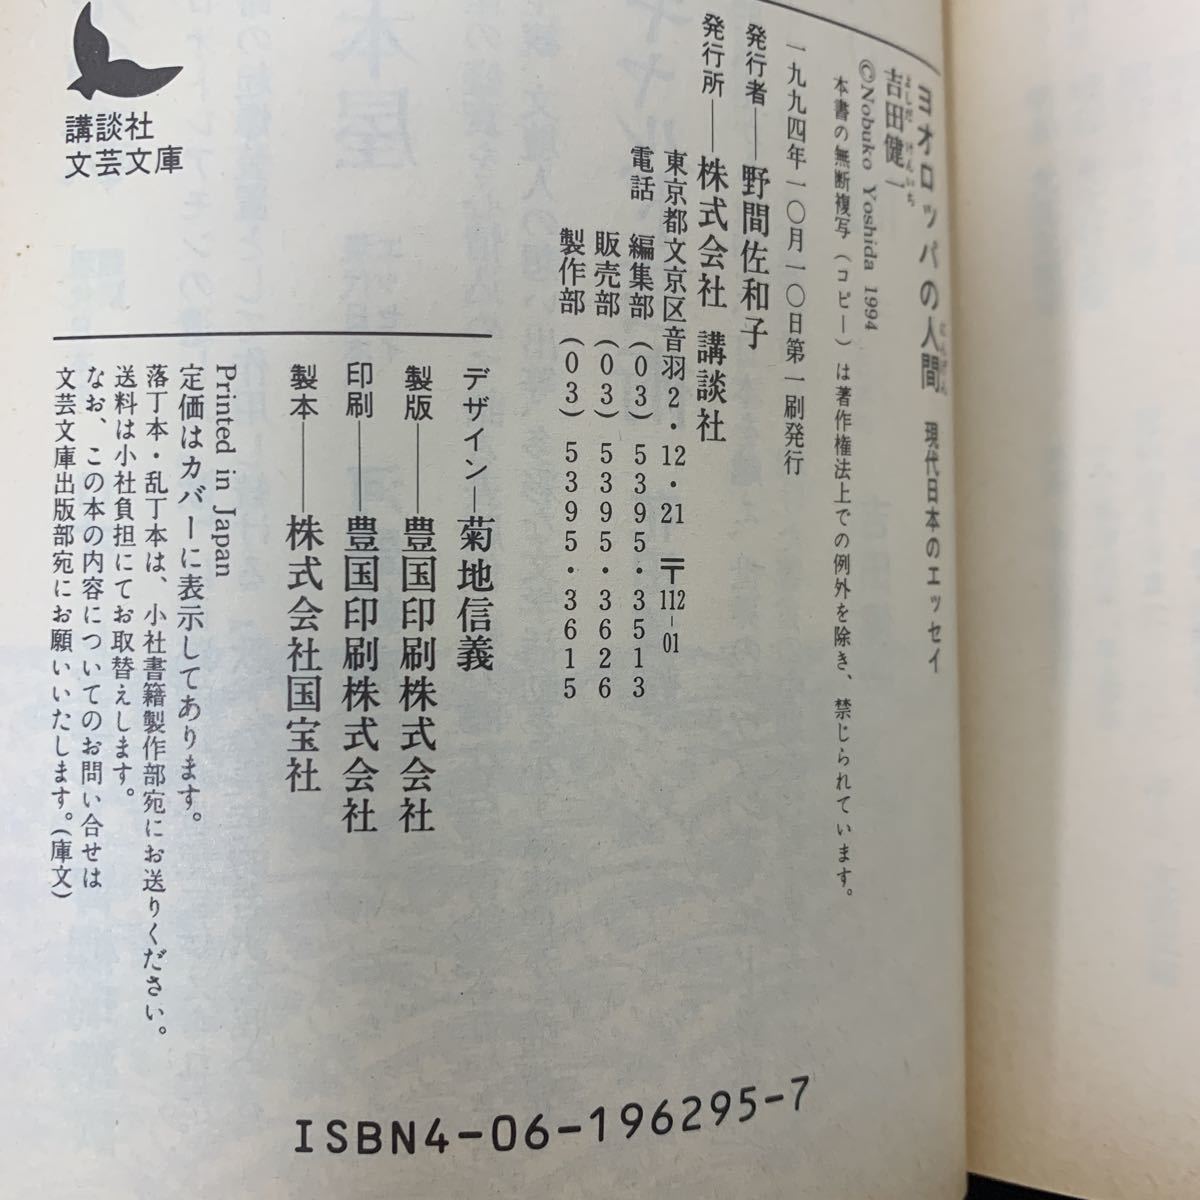 ヨオロッパの人間 現代日本のエッセイ
にんげん
吉田健一
よしだ けんいち
©Nobuko Yoshida 1994
本書の無断複写(コピー)は著作権法上での例外を除き、禁じられています。
一九九四年一〇月一〇日第一刷発行
発行者——野間佐和子
発行所——株式会社 講談社
東京都文京区音羽2・12・21 〒112-01
電話 編集部 (03) 5395・3513
販売部 (03) 5395・3626
製作部 (03) 5395・3615
デザイン—菊地信義
製版——豊国印刷株式会社
印刷——豊国印刷株式会社
製本——株式会社国宝社
Printed in Japan
定価はカバーに表示してあります。
落丁本・乱丁本は、小社書籍製作部宛にお送りください。
送料は小社負担にてお取替えします。
なお、この本の内容についてのお問い合せは
文芸文庫出版部宛にお願いいたします。(庫文)
講談社
文芸文庫
ISBN4-06-196295-7